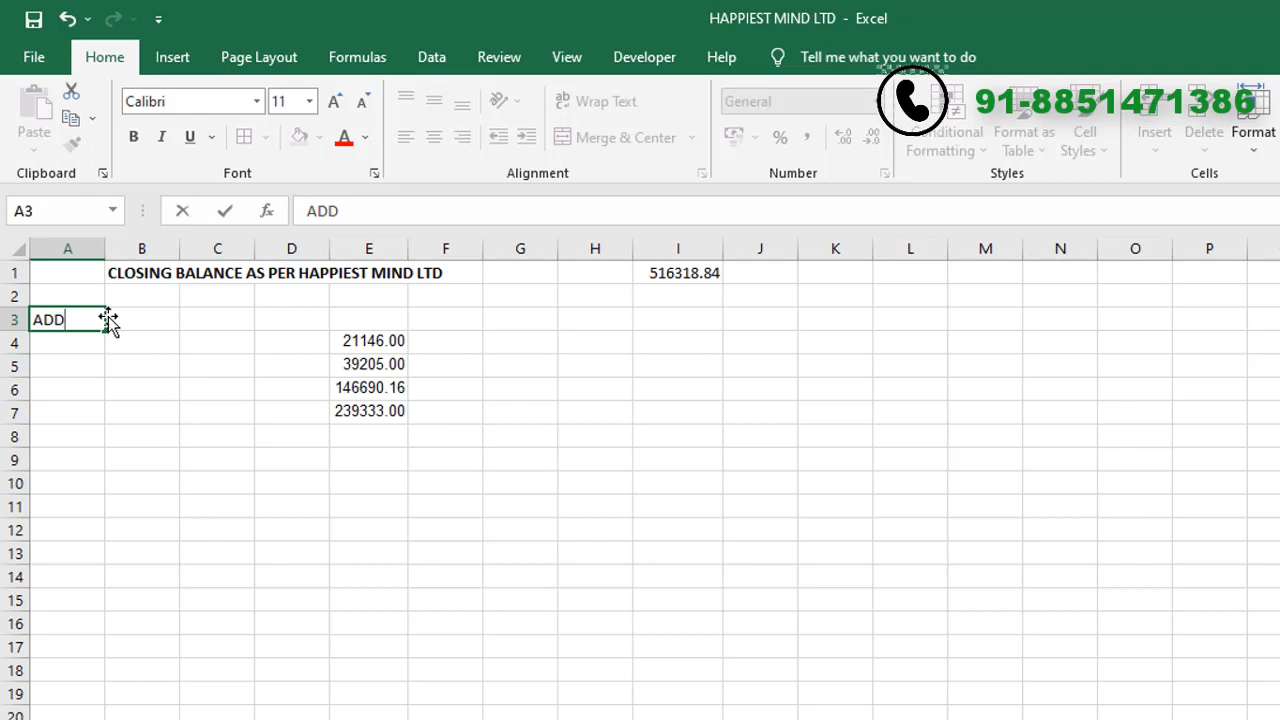 HAPPIEST MIND LTD - Excel
File Home Insert Page Layout Formulas Data Review View Developer Help Tell me what you want to do
91-8851471386
Calibri 11 Wrap Text General
Paste B I U Merge & Center % Conditional Formatting Format as Table Cell Styles Insert Delete Format
Clipboard Font Alignment Number Styles Cells
A3 fx ADD
A B C D E F G H I J K L M N O P
1 CLOSING BALANCE AS PER HAPPIEST MIND LTD 516318.84
2
3 ADD
4 21146.00
5 39205.00
6 146690.16
7 239333.00
8
9
10
11
12
13
14
15
16
17
18
19
20